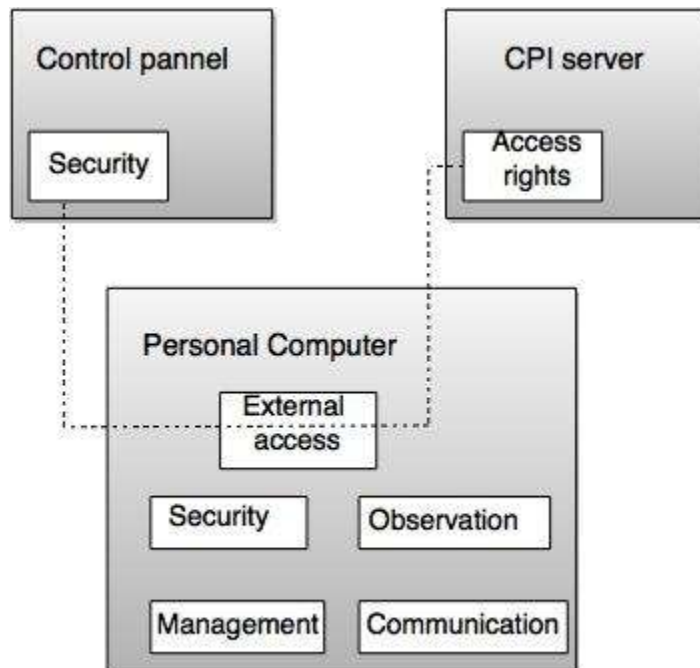 Control pannel
Security
CPI server
Access
rights
Personal Computer
External
access
Security
Observation
Management
Communication